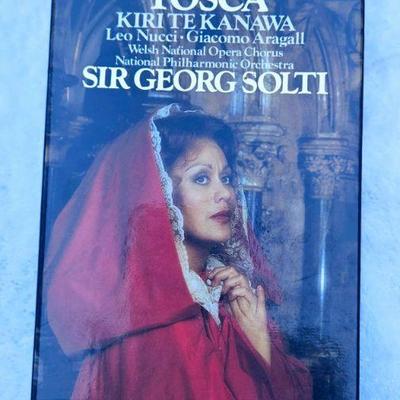 TOSCA
KIRI TE KANAWA
Leo Nucci · Giacomo Aragall
Welsh National Opera Chorus
National Philharmonic Orchestra
SIR GEORG SOLTI